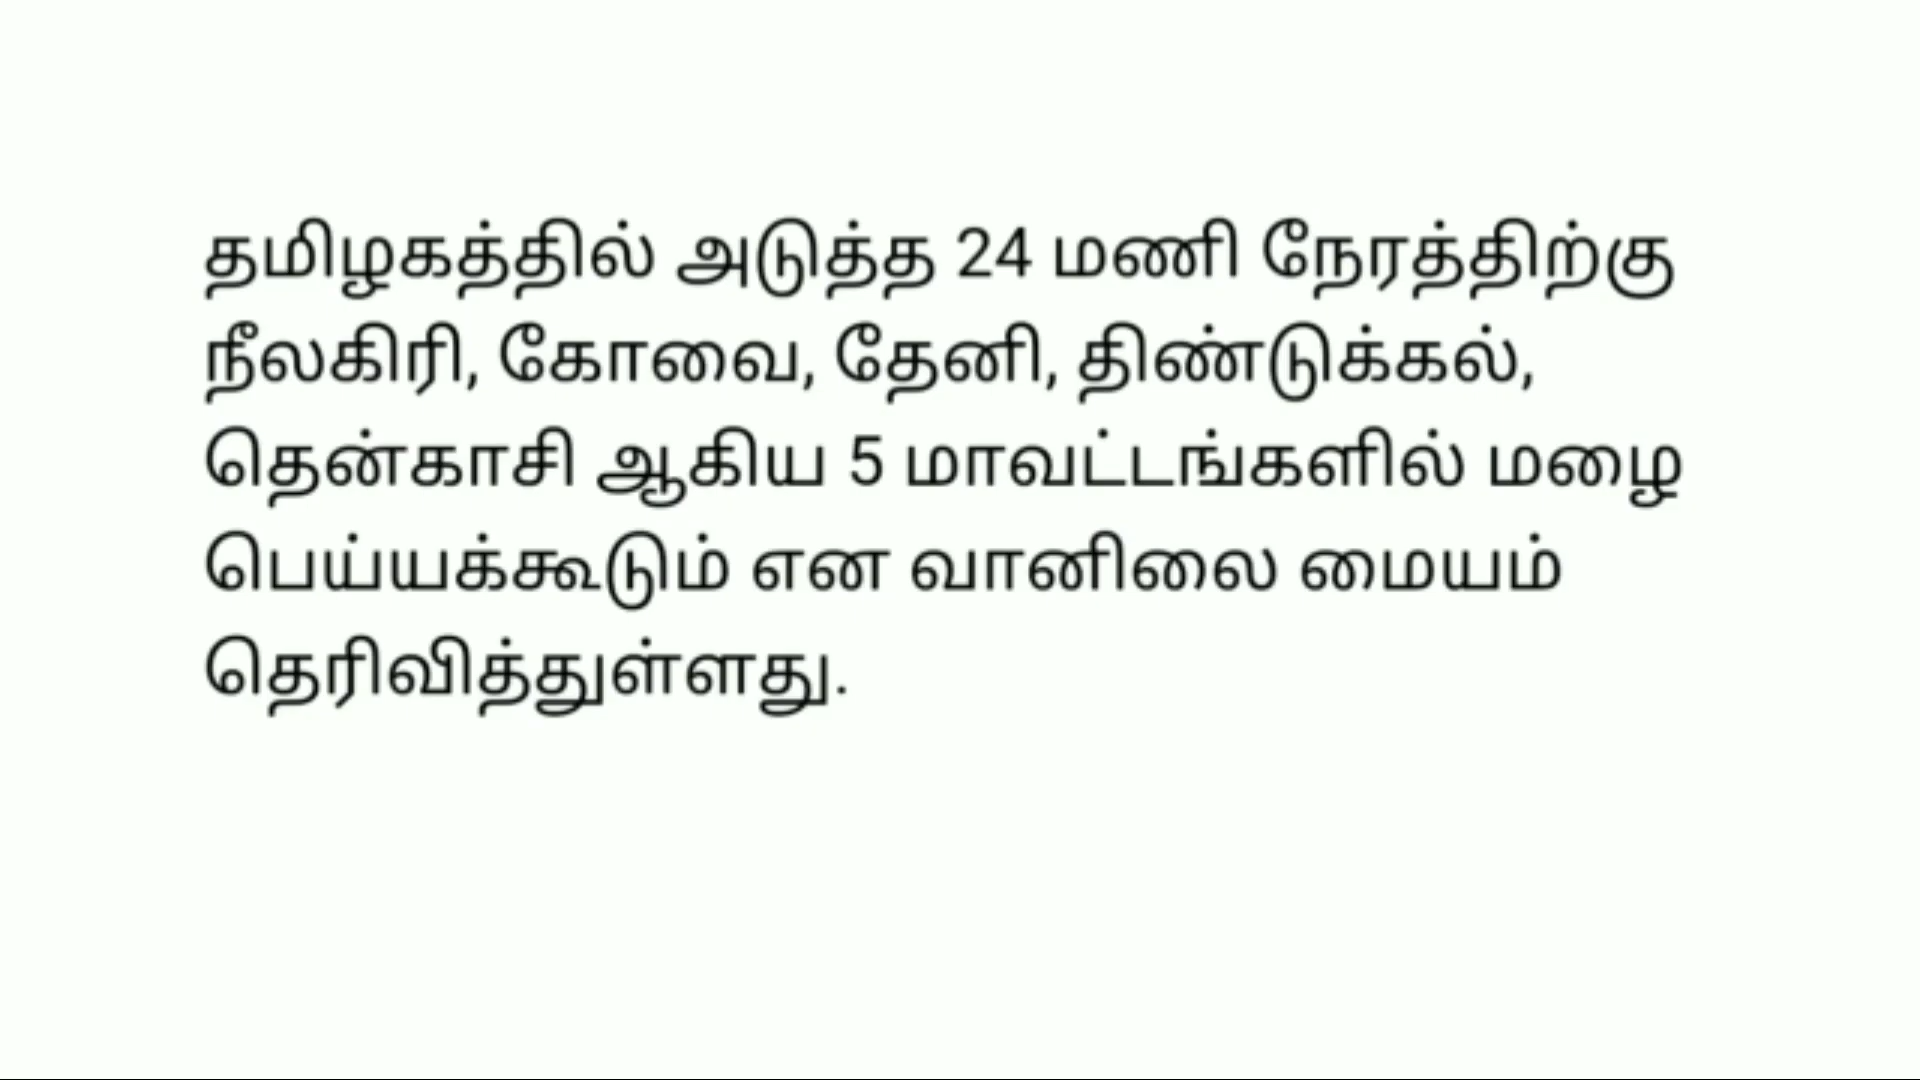 தமிழகத்தில் அடுத்த 24 மணி நேரத்திற்கு
நீலகிரி, கோவை, தேனி, திண்டுக்கல்,
தென்காசி ஆகிய 5 மாவட்டங்களில் மழை
பெய்யக்கூடும் என வானிலை மையம்
தெரிவித்துள்ளது.